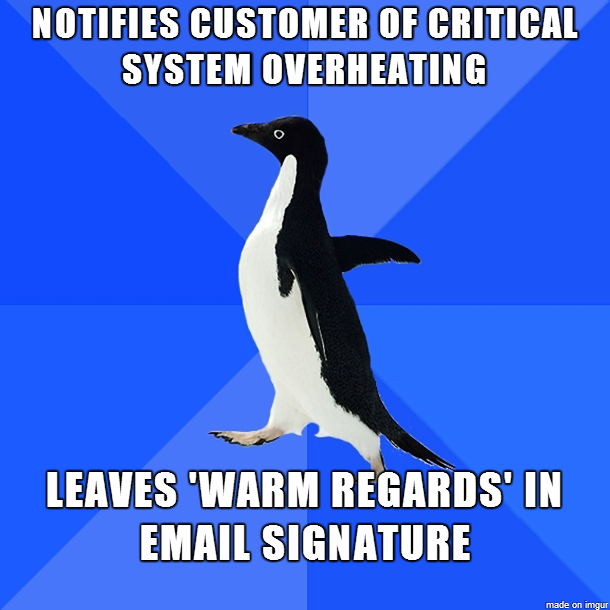 NOTIFIES CUSTOMER OF CRITICAL
SYSTEM OVERHEATING
LEAVES 'WARM REGARDS' IN
EMAIL SIGNATURE
made on imgur